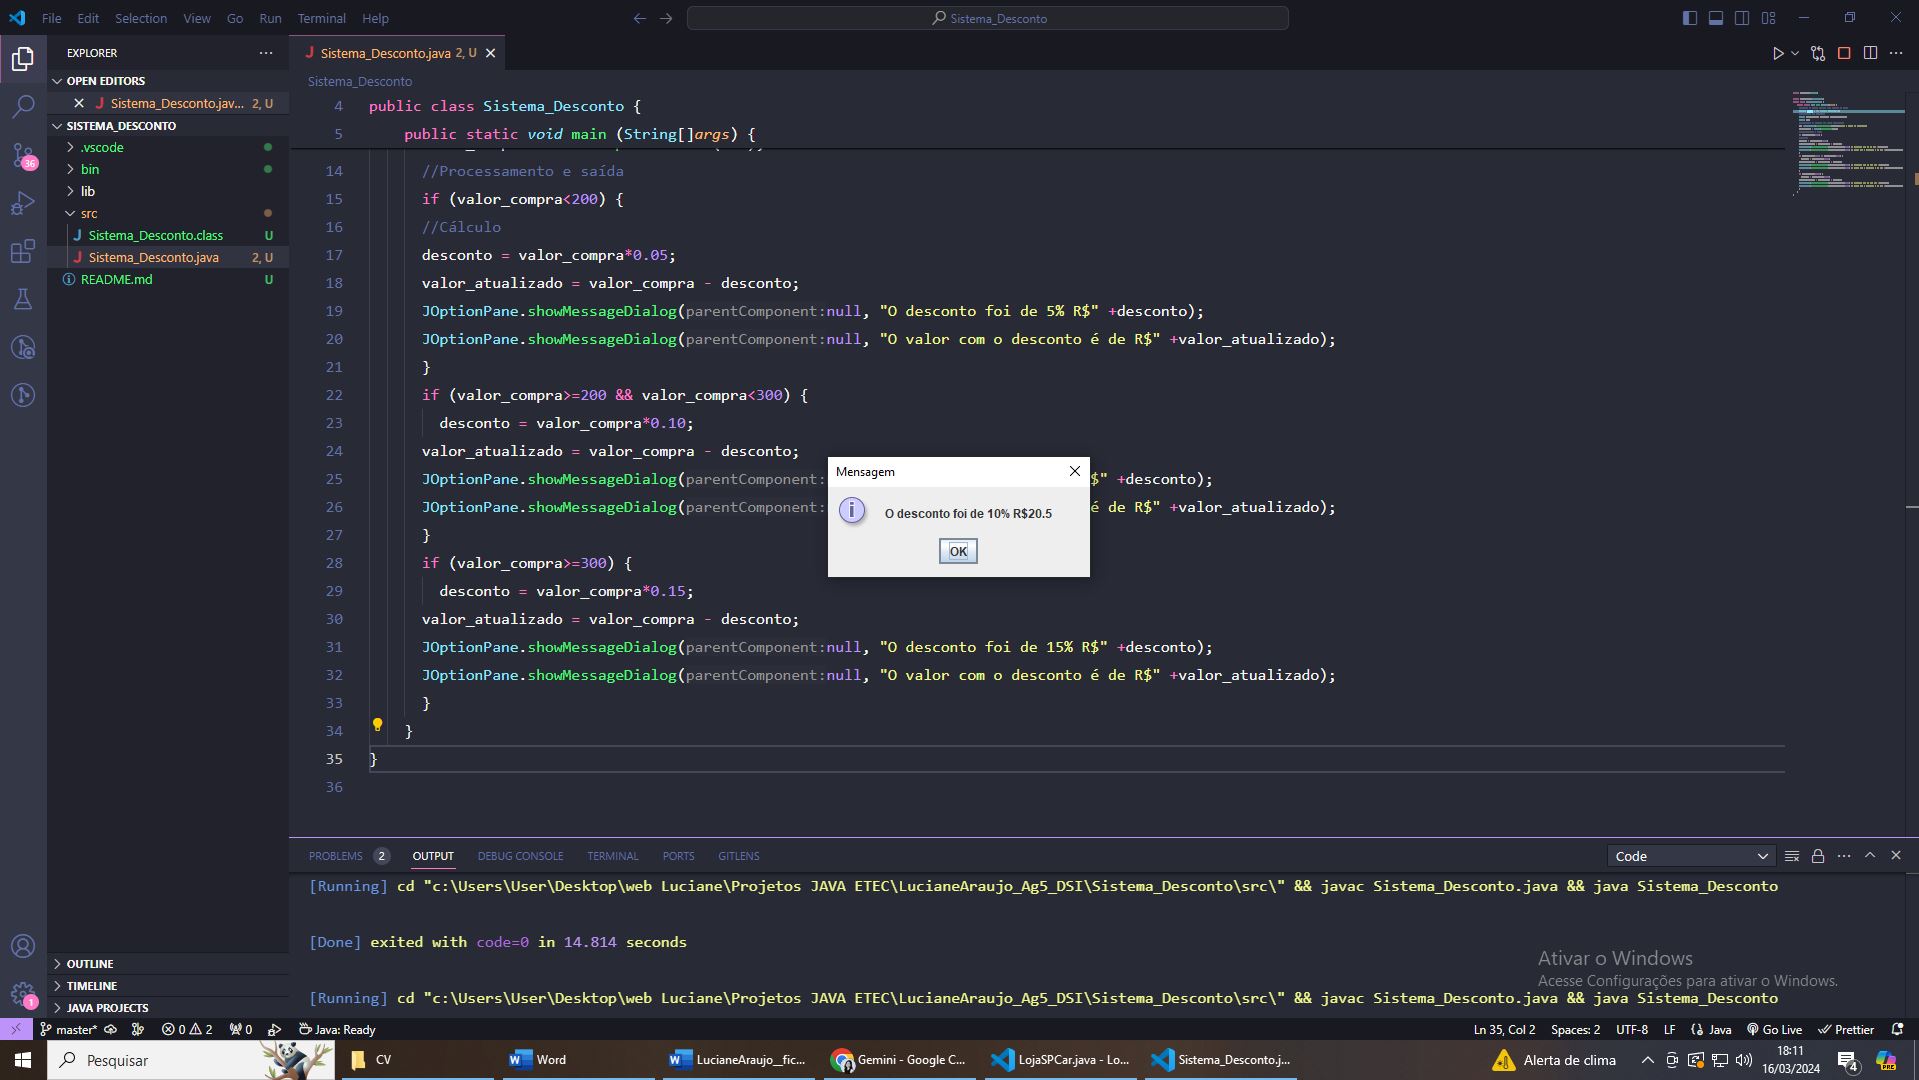 File Edit Selection View Go Run Terminal Help
Sistema_Desconto
EXPLORER
Sistema_Desconto.java 2, U
OPEN EDITORS
Sistema_Desconto.jav... 2, U
SISTEMA_DESCONTO
.vscode
bin
lib
src
Sistema_Desconto.class U
Sistema_Desconto.java 2, U
README.md U
36
Sistema_Desconto
4 public class Sistema_Desconto {
5 public static void main (String[]args) {
14 //Processamento e saída
15 if (valor_compra<200) {
16 //Cálculo
17 desconto = valor_compra*0.05;
18 valor_atualizado = valor_compra - desconto;
19 JOptionPane.showMessageDialog(parentComponent:null, "O desconto foi de 5% R$" +desconto);
20 JOptionPane.showMessageDialog(parentComponent:null, "O valor com o desconto é de R$" +valor_atualizado);
21 }
22 if (valor_compra>=200 && valor_compra<300) {
23 desconto = valor_compra*0.10;
24 valor_atualizado = valor_compra - desconto;
25 JOptionPane.showMessageDialog(parentComponent: $" +desconto);
26 JOptionPane.showMessageDialog(parentComponent: é de R$" +valor_atualizado);
27 }
28 if (valor_compra>=300) {
29 desconto = valor_compra*0.15;
30 valor_atualizado = valor_compra - desconto;
31 JOptionPane.showMessageDialog(parentComponent:null, "O desconto foi de 15% R$" +desconto);
32 JOptionPane.showMessageDialog(parentComponent:null, "O valor com o desconto é de R$" +valor_atualizado);
33 }
34 }
35 }
36
Mensagem
O desconto foi de 10% R$20.5
OK
PROBLEMS 2 OUTPUT DEBUG CONSOLE TERMINAL PORTS GITLENS
Code
[Running] cd "c:\Users\User\Desktop\web Luciane\Projetos JAVA ETEC\LucianeAraujo_Ag5_DSI\Sistema_Desconto\src\" && javac Sistema_Desconto.java && java Sistema_Desconto
[Done] exited with code=0 in 14.814 seconds
[Running] cd "c:\Users\User\Desktop\web Luciane\Projetos JAVA ETEC\LucianeAraujo_Ag5_DSI\Sistema_Desconto\src\" && javac Sistema_Desconto.java && java Sistema_Desconto
Ativar o Windows
Acesse Configurações para ativar o Windows.
OUTLINE
TIMELINE
JAVA PROJECTS
1
master* 0 2 0 Java: Ready
Ln 35, Col 2 Spaces: 2 UTF-8 LF Java Go Live Prettier
Pesquisar
CV
Word
LucianeAraujo__fic...
Gemini - Google C...
LojaSPCar.java - Lo...
Sistema_Desconto.j...
Alerta de clima
18:11
16/03/2024
4
PRE